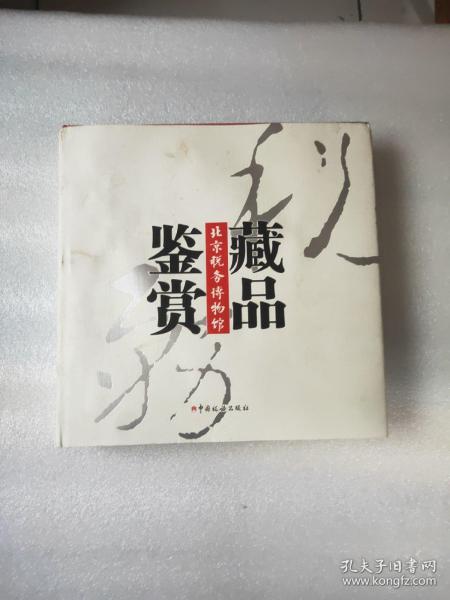 税务
藏品
北京税务博物馆
鉴赏
中国税务出版社
孔夫子旧书网
www.kongfz.com